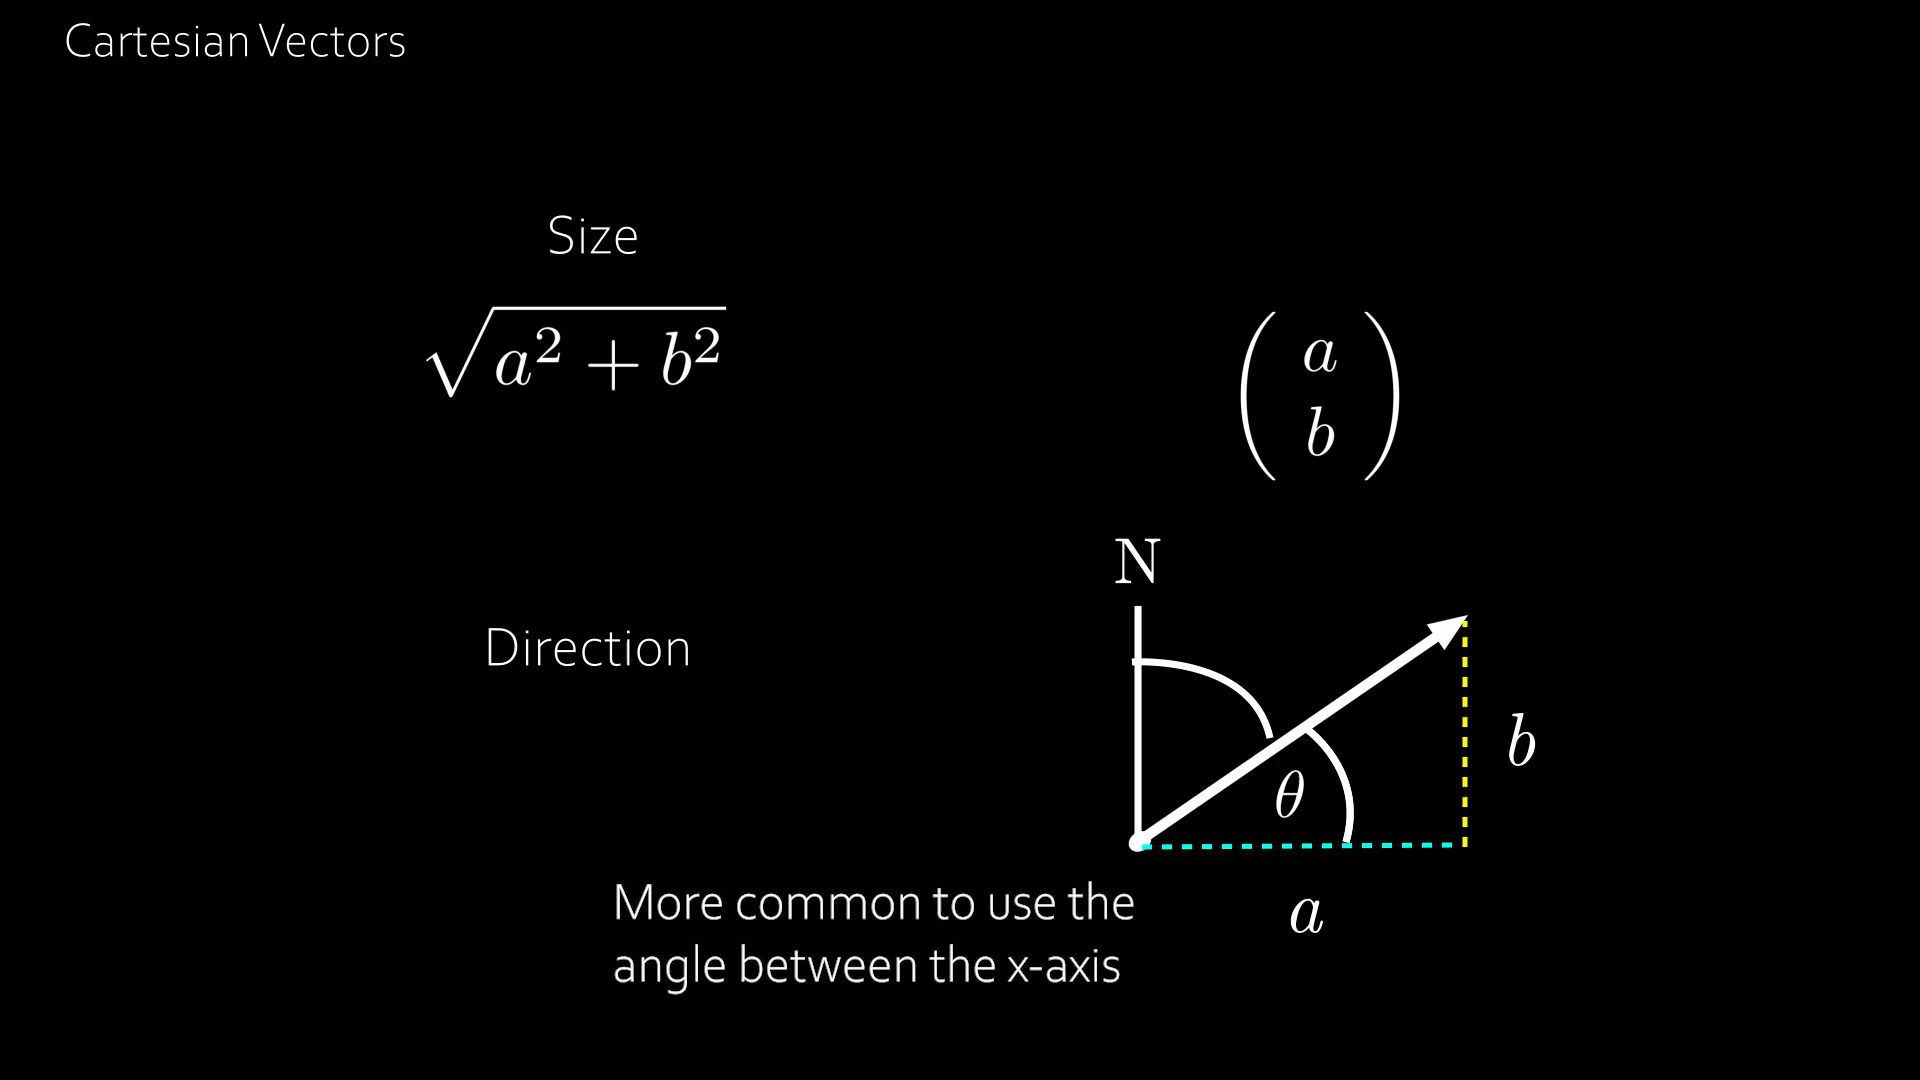 Cartesian Vectors
Size
√(a² + b²)
(a
b)
N
Direction
b
θ
a
More common to use the
angle between the x-axis